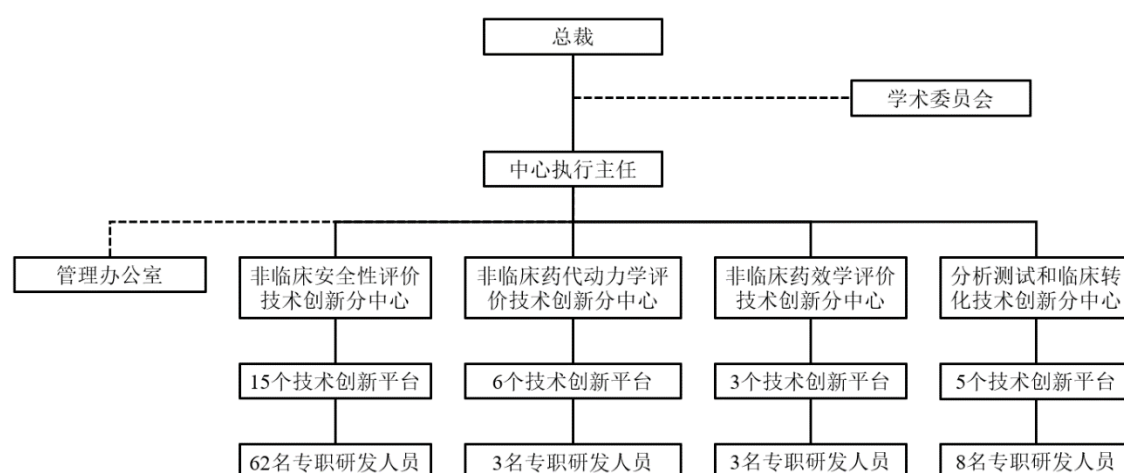 总裁
学术委员会
中心执行主任
管理办公室
非临床安全性评价
技术创新分中心
非临床药代动力学评
价技术创新分中心
非临床药效学评价
技术创新分中心
分析测试和临床转
化技术创新分中心
15个技术创新平台
6个技术创新平台
3个技术创新平台
5个技术创新平台
62名专职研发人员
3名专职研发人员
3名专职研发人员
8名专职研发人员